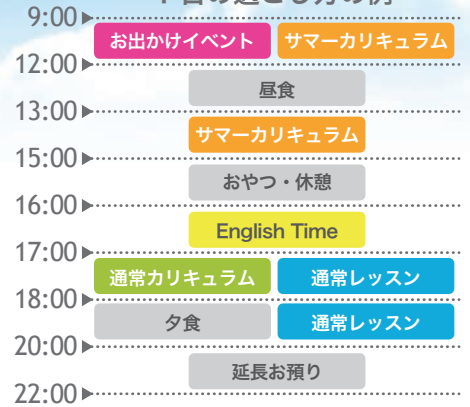 9:00
お出かけイベント サマーカリキュラム
12:00
昼食
13:00
サマーカリキュラム
15:00
おやつ・休憩
16:00
English Time
17:00
通常カリキュラム 通常レッスン
18:00
夕食 通常レッスン
20:00
延長お預り
22:00